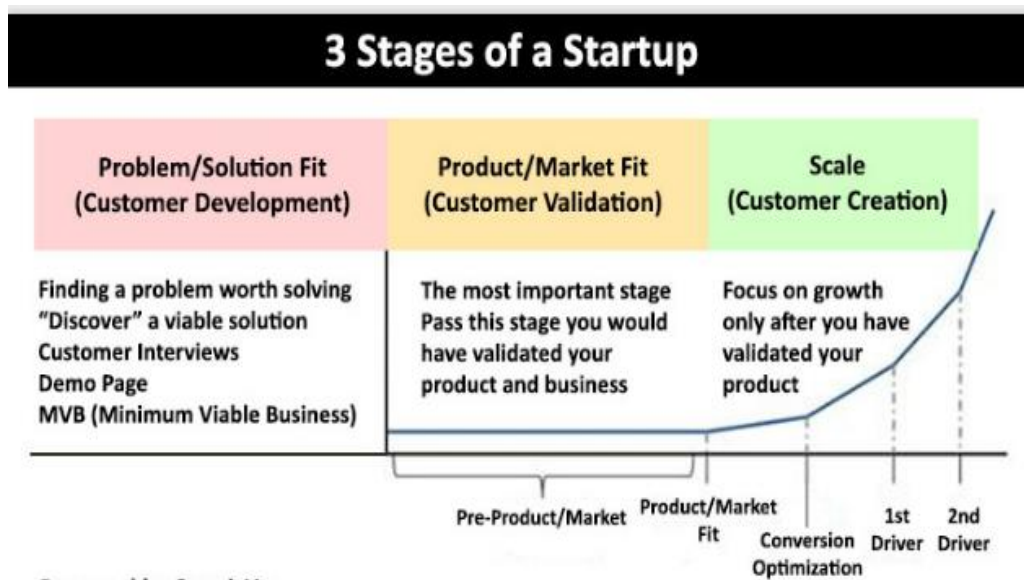 3 Stages of a Startup
Problem/Solution Fit
(Customer Development)
Product/Market Fit
(Customer Validation)
Scale
(Customer Creation)
Finding a problem worth solving
“Discover” a viable solution
Customer Interviews
Demo Page
MVB (Minimum Viable Business)
The most important stage
Pass this stage you would
have validated your
product and business
Focus on growth
only after you have
validated your
product
Pre-Product/Market
Product/Market
Fit
Conversion
Optimization
1st
Driver
2nd
Driver